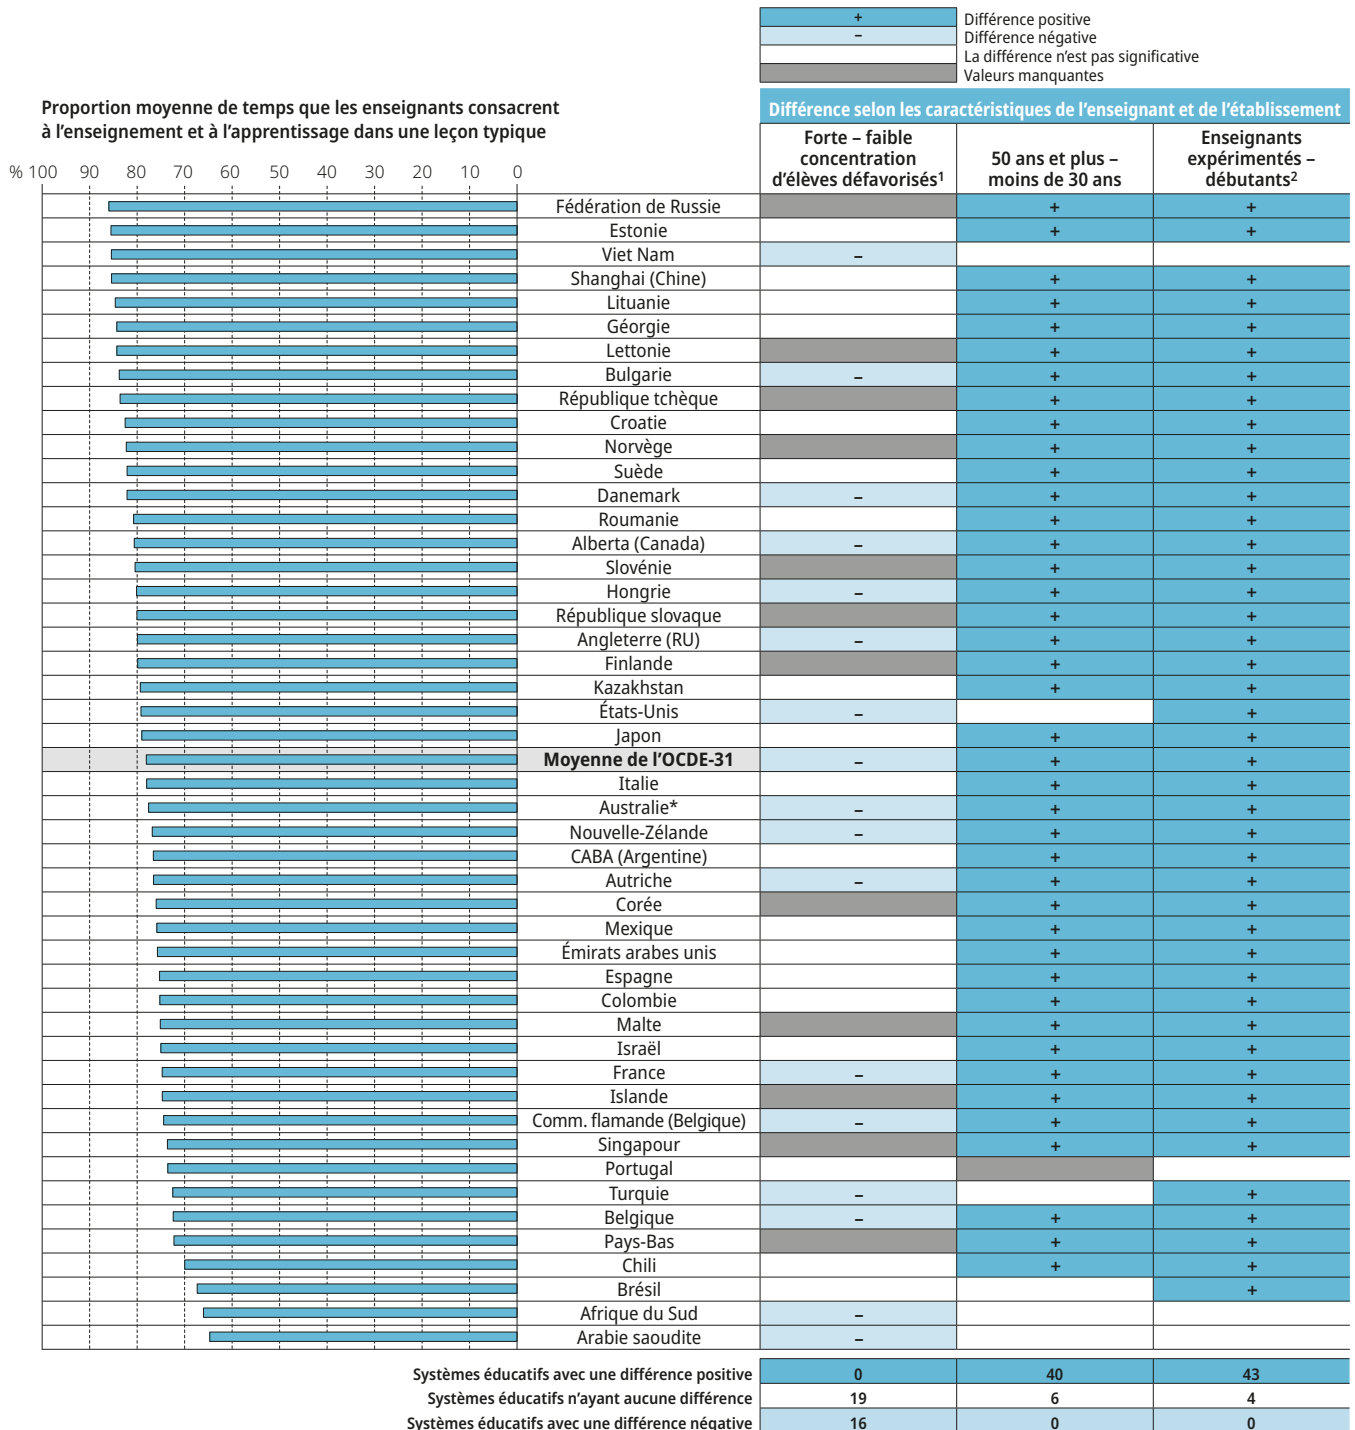 + Différence positive
– Différence négative
La différence n'est pas significative
Valeurs manquantes
Proportion moyenne de temps que les enseignants consacrent
à l'enseignement et à l'apprentissage dans une leçon typique
Différence selon les caractéristiques de l'enseignant et de l'établissement
Forte – faible
concentration
d'élèves défavorisés¹
50 ans et plus –
moins de 30 ans
Enseignants
expérimentés –
débutants²
% 100 90 80 70 60 50 40 30 20 10 0
Fédération de Russie + +
Estonie + +
Viet Nam –
Shanghai (Chine) + +
Lituanie + +
Géorgie + +
Lettonie + +
Bulgarie – + +
République tchèque + +
Croatie + +
Norvège + +
Suède + +
Danemark – + +
Roumanie + +
Alberta (Canada) – + +
Slovénie + +
Hongrie – + +
République slovaque + +
Angleterre (RU) – + +
Finlande + +
Kazakhstan + +
États-Unis – +
Japon + +
Moyenne de l'OCDE-31 – + +
Italie + +
Australie* – + +
Nouvelle-Zélande – + +
CABA (Argentine) + +
Autriche – + +
Corée + +
Mexique + +
Émirats arabes unis + +
Espagne + +
Colombie + +
Malte + +
Israël + +
France – + +
Islande + +
Comm. flamande (Belgique) – + +
Singapour + +
Portugal
Turquie – +
Belgique – + +
Pays-Bas + +
Chili + +
Brésil +
Afrique du Sud –
Arabie saoudite –
Systèmes éducatifs avec une différence positive 0 40 43
Systèmes éducatifs n'ayant aucune différence 19 6 4
Systèmes éducatifs avec une différence négative 16 0 0